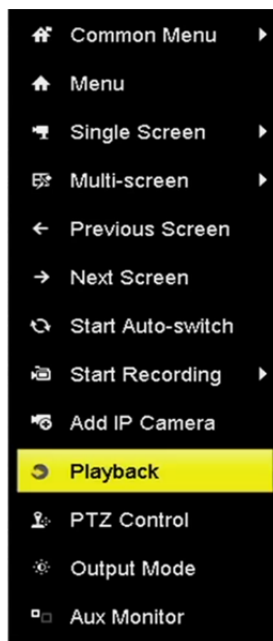 Common Menu
Menu
Single Screen
Multi-screen
Previous Screen
Next Screen
Start Auto-switch
Start Recording
Add IP Camera
Playback
PTZ Control
Output Mode
Aux Monitor